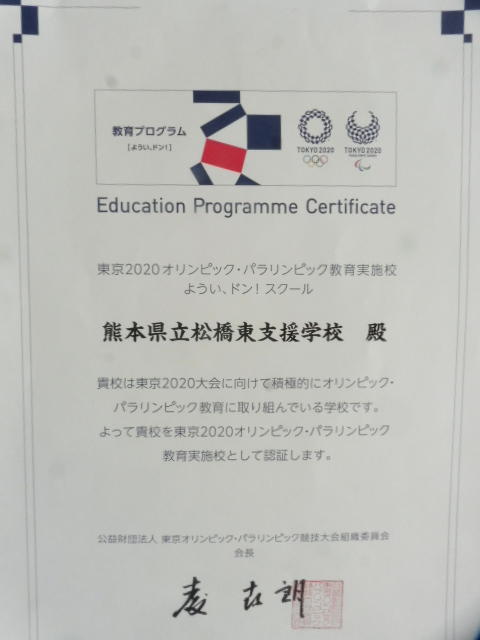 教育プログラム
[ようい、ドン!]
TOKYO 2020
TOKYO 2020
PARALYMPIC GAMES
Education Programme Certificate
東京2020オリンピック・パラリンピック教育実施校
ようい、ドン! スクール
熊本県立松橋東支援学校 殿
貴校は東京2020大会に向けて積極的にオリンピック・
パラリンピック教育に取り組んでいる学校です。
よって貴校を東京2020オリンピック・パラリンピック
教育実施校として認証します。
公益財団法人 東京オリンピック・パラリンピック競技大会組織委員会
会長